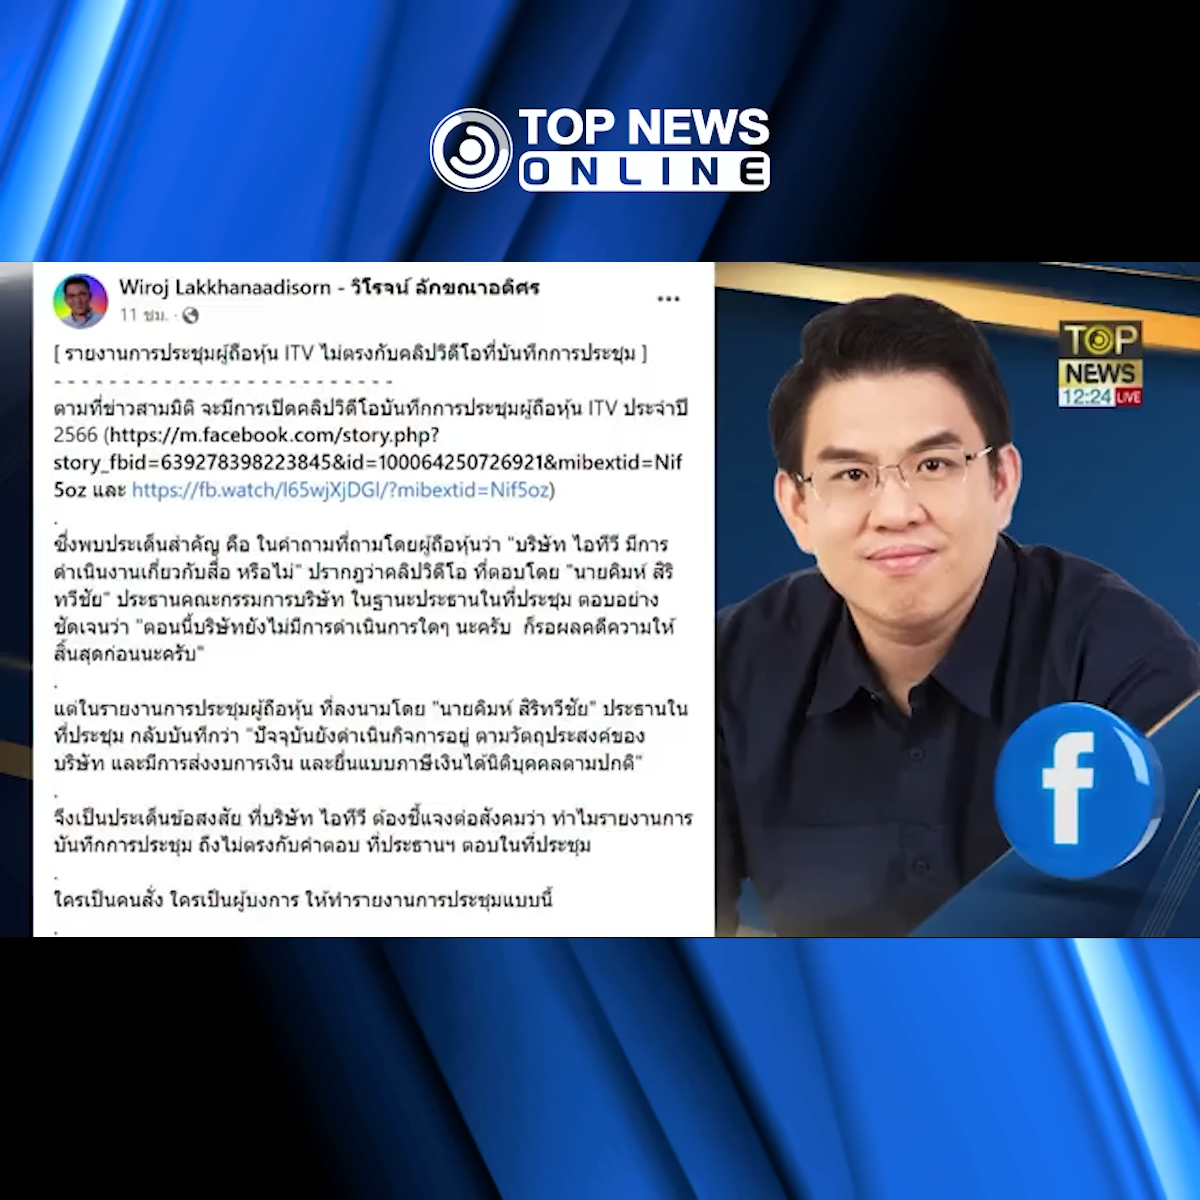 TOP NEWS
ONLINE
Wiroj Lakkhanaadisorn - วิโรจน์ ลักขณาอดิศร
11 ชม. ·
[ รายงานการประชุมผู้ถือหุ้น ITV ไม่ตรงกับคลิปวิดีโอที่บันทึกการประชุม ]
- - - - - - - - - - - - - - - - - - - - - - - - -
ตามที่ข่าวสามมิติ จะมีการเปิดคลิปวิดีโอบันทึกการประชุมผู้ถือหุ้น ITV ประจำปี
2566 (https://m.facebook.com/story.php?
story_fbid=639278398223845&id=100064250726921&mibextid=Nif
5oz และ https://fb.watch/l65wjXjDGI/?mibextid=Nif5oz)
.
ซึ่งพบประเด็นสำคัญ คือ ในคำถามที่ถามโดยผู้ถือหุ้นว่า "บริษัท ไอทีวี มีการ
ดำเนินงานเกี่ยวกับสื่อ หรือไม่" ปรากฏว่าคลิปวิดีโอ ที่ตอบโดย "นายคิมห์ สิริ
ทวีชัย" ประธานคณะกรรมการบริษัท ในฐานะประธานในที่ประชุม ตอบอย่าง
ชัดเจนว่า "ตอนนี้บริษัทยังไม่มีการดำเนินการใดๆ นะครับ ก็รอผลคดีความให้
สิ้นสุดก่อนนะครับ"
.
แต่ในรายงานการประชุมผู้ถือหุ้น ที่ลงนามโดย "นายคิมห์ สิริทวีชัย" ประธานใน
ที่ประชุม กลับบันทึกว่า "ปัจจุบันยังดำเนินกิจการอยู่ ตามวัตถุประสงค์ของ
บริษัท และมีการส่งงบการเงิน และยื่นแบบภาษีเงินได้นิติบุคคลตามปกติ"
.
จึงเป็นประเด็นข้อสงสัย ที่บริษัท ไอทีวี ต้องชี้แจงต่อสังคมว่า ทำไมรายงานการ
บันทึกการประชุม ถึงไม่ตรงกับคำตอบ ที่ประธานฯ ตอบในที่ประชุม
.
ใครเป็นคนสั่ง ใครเป็นผู้บงการ ให้ทำรายงานการประชุมแบบนี้
.
TOP
NEWS
12:24 LIVE
f